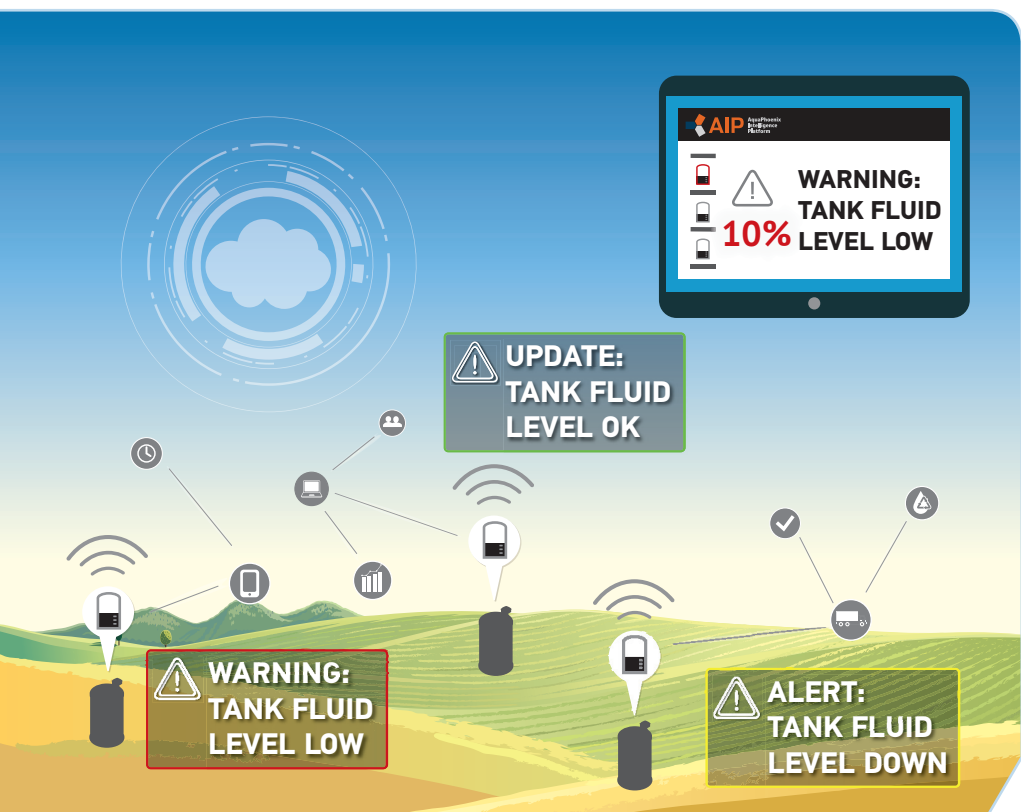 AIP
AquaPhoenix
Intelligence
Platform
WARNING:
TANK FLUID
LEVEL LOW
10%
UPDATE:
TANK FLUID
LEVEL OK
WARNING:
TANK FLUID
LEVEL LOW
ALERT:
TANK FLUID
LEVEL DOWN